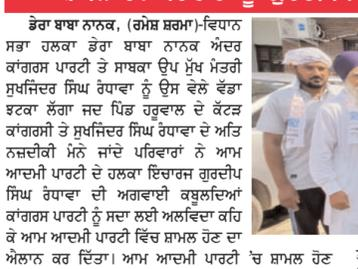 ਡੇਰਾ ਬਾਬਾ ਨਾਨਕ, (ਰਮੇਸ਼ ਸ਼ਰਮਾ)-ਵਿਧਾਨ
ਸਭਾ ਹਲਕਾ ਡੇਰਾ ਬਾਬਾ ਨਾਨਕ ਅੰਦਰ
ਕਾਂਗਰਸ ਪਾਰਟੀ ਤੇ ਸਾਬਕਾ ਉਪ ਮੁੱਖ ਮੰਤਰੀ
ਸੁਖਜਿੰਦਰ ਸਿੰਘ ਰੰਧਾਵਾ ਨੂੰ ਉਸ ਵੇਲੇ ਵੱਡਾ
ਝਟਕਾ ਲੱਗਾ ਜਦ ਪਿੰਡ ਹਰੂਵਾਲ ਦੇ ਕੱਟੜ
ਕਾਂਗਰਸੀ ਤੇ ਸੁਖਜਿੰਦਰ ਸਿੰਘ ਰੰਧਾਵਾ ਦੇ ਅਤਿ
ਨਜ਼ਦੀਕੀ ਮੰਨੇ ਜਾਂਦੇ ਪਰਿਵਾਰਾਂ ਨੇ ਆਮ
ਆਦਮੀ ਪਾਰਟੀ ਦੇ ਹਲਕਾ ਇੰਚਾਰਜ ਗੁਰਦੀਪ
ਸਿੰਘ ਰੰਧਾਵਾ ਦੀ ਅਗਵਾਈ ਕਬੂਲਦਿਆਂ
ਕਾਂਗਰਸ ਪਾਰਟੀ ਨੂੰ ਸਦਾ ਲਈ ਅਲਵਿਦਾ ਕਹਿ
ਕੇ ਆਮ ਆਦਮੀ ਪਾਰਟੀ ਵਿੱਚ ਸ਼ਾਮਲ ਹੋਣ ਦਾ
ਐਲਾਨ ਕਰ ਦਿੱਤਾ। ਆਮ ਆਦਮੀ ਪਾਰਟੀ 'ਚ ਸ਼ਾਮਲ ਹੋਣ